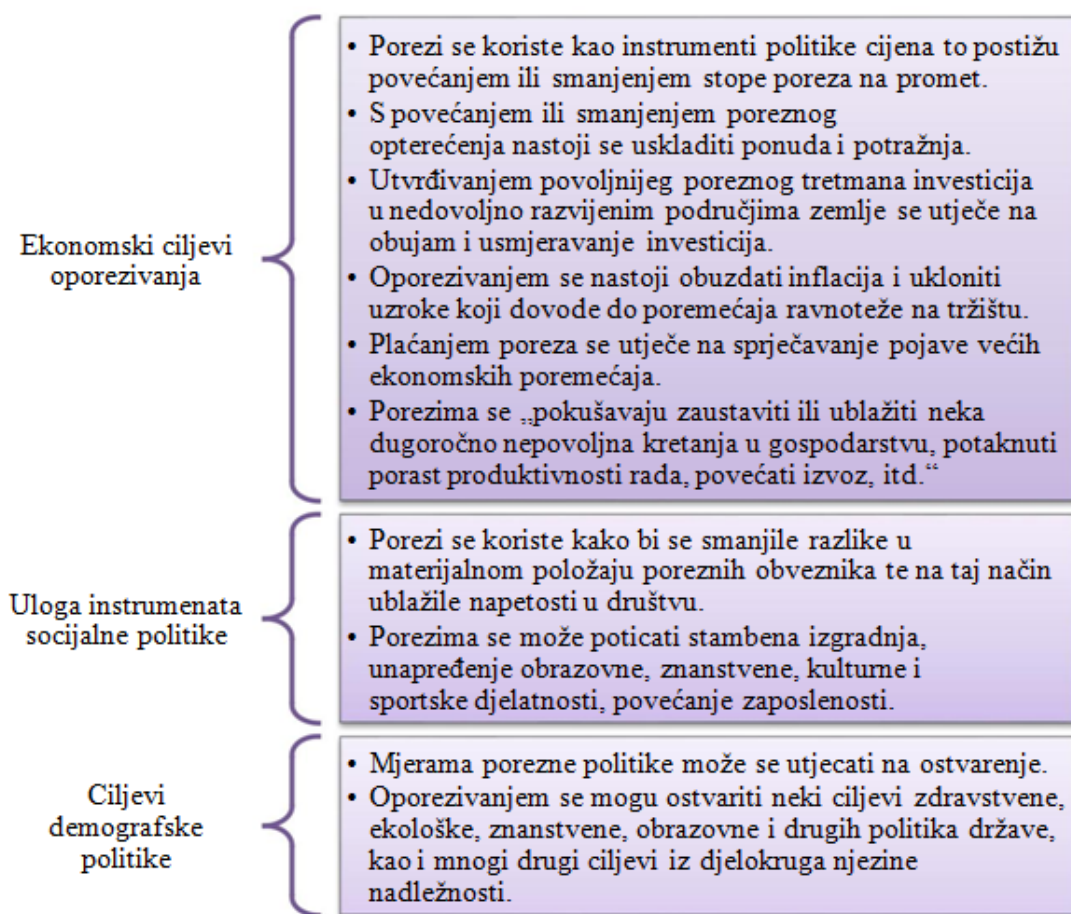 Ekonomski ciljevi
oporezivanja
• Porezi se koriste kao instrumenti politike cijena to postižu
povećanjem ili smanjenjem stope poreza na promet.
• S povećanjem ili smanjenjem poreznog
opterećenja nastoji se uskladiti ponuda i potražnja.
• Utvrđivanjem povoljnijeg poreznog tretmana investicija
u nedovoljno razvijenim područjima zemlje se utječe na
obujam i usmjeravanje investicija.
• Oporezivanjem se nastoji obuzdati inflacija i ukloniti
uzroke koji dovode do poremećaja ravnoteže na tržištu.
• Plaćanjem poreza se utječe na sprječavanje pojave većih
ekonomskih poremećaja.
• Porezima se „pokušavaju zaustaviti ili ublažiti neka
dugoročno nepovoljna kretanja u gospodarstvu, potaknuti
porast produktivnosti rada, povećati izvoz, itd.“
Uloga instrumenata
socijalne politike
• Porezi se koriste kako bi se smanjile razlike u
materijalnom položaju poreznih obveznika te na taj način
ublažile napetosti u društvu.
• Porezima se može poticati stambena izgradnja,
unapređenje obrazovne, znanstvene, kulturne i
sportske djelatnosti, povećanje zaposlenosti.
Ciljevi
demografske
politike
• Mjerama porezne politike može se utjecati na ostvarenje.
• Oporezivanjem se mogu ostvariti neki ciljevi zdravstvene,
ekološke, znanstvene, obrazovne i drugih politika države,
kao i mnogi drugi ciljevi iz djelokruga njezine
nadležnosti.